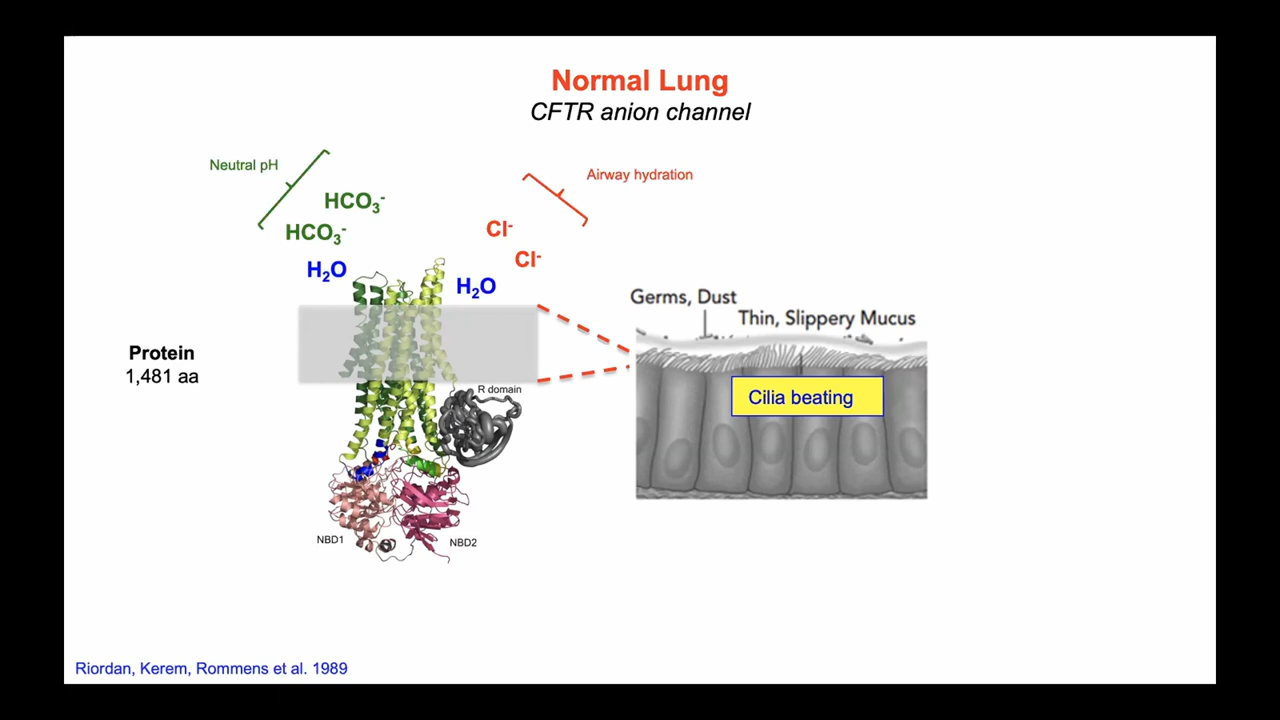 Normal Lung
CFTR anion channel
Neutral pH
Airway hydration
HCO₃⁻
HCO₃⁻
Cl⁻
Cl⁻
H₂O
H₂O
Germs, Dust
Thin, Slippery Mucus
Protein
1,481 aa
R domain
Cilia beating
NBD1
NBD2
Riordan, Kerem, Rommens et al. 1989